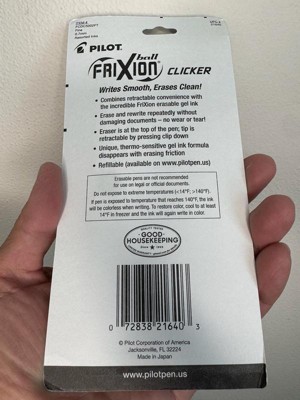 PILOT
ball
FRIXION CLICKER
Writes Smooth, Erases Clean!
• Combines retractable convenience with
the incredible FriXion erasable gel ink
• Erase and rewrite repeatedly without
damaging documents – no wear or tear!
• Eraser is at the top of the pen; tip is
retractable by pressing clip down
• Unique, thermo-sensitive gel ink formula
disappears with erasing friction
• Refillable (available on www.pilotpen.us)
Erasable pens are not recommended
for use on legal or official documents.
Do not expose to extreme temperatures (<14°F; >140°F).
If pen is exposed to temperature that reaches 140°F, the ink
will be colorless when writing. To restore color, cool to at least
14°F in freezer and the ink will again write in color.
GOOD
HOUSEKEEPING
0 72838 21640 3
© Pilot Corporation of America
Jacksonville, FL 32224
Made in Japan
www.pilotpen.us